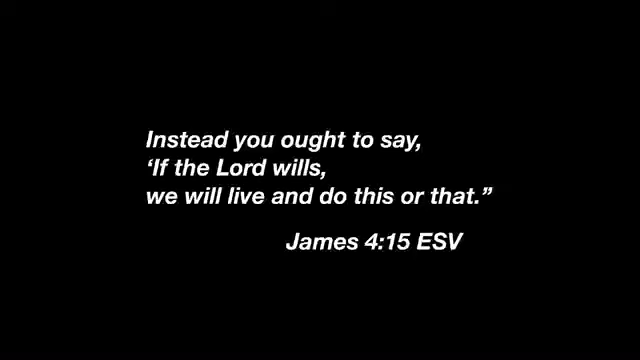 Instead you ought to say,
‘If the Lord wills,
we will live and do this or that.”
James 4:15 ESV